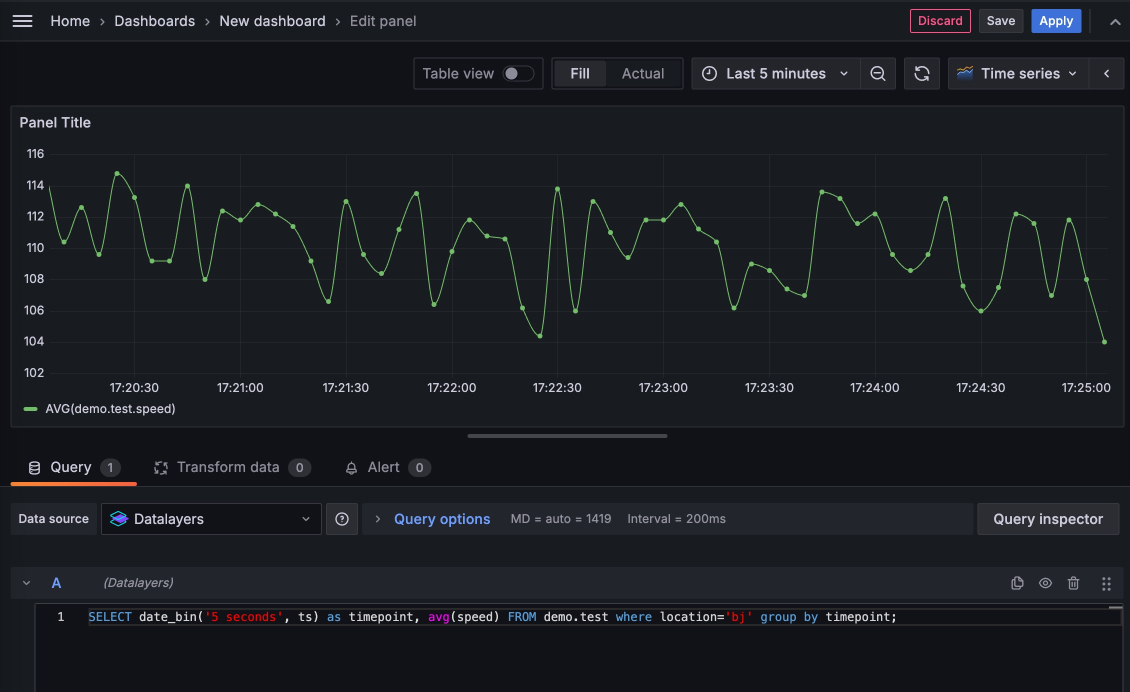 Home › Dashboards › New dashboard › Edit panel Discard Save Apply
Table view Fill Actual Last 5 minutes Time series
Panel Title
116
114
112
110
108
106
104
102
17:20:30 17:21:00 17:21:30 17:22:00 17:22:30 17:23:00 17:23:30 17:24:00 17:24:30 17:25:00
AVG(demo.test.speed)
Query 1 Transform data 0 Alert 0
Data source Datalayers Query options MD = auto = 1419 Interval = 200ms Query inspector
A (Datalayers)
1 SELECT date_bin('5 seconds', ts) as timepoint, avg(speed) FROM demo.test where location='bj' group by timepoint;